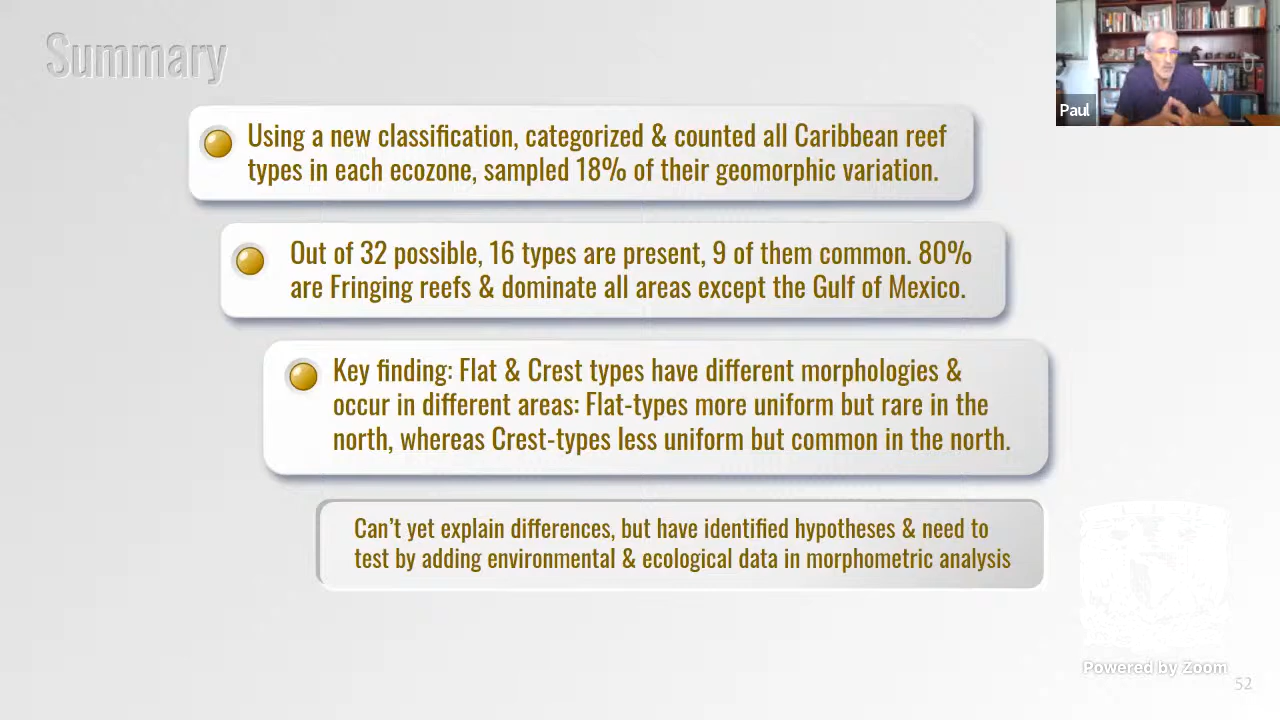 Summary
Paul
Using a new classification, categorized & counted all Caribbean reef
types in each ecozone, sampled 18% of their geomorphic variation.
Out of 32 possible, 16 types are present, 9 of them common. 80%
are Fringing reefs & dominate all areas except the Gulf of Mexico.
Key finding: Flat & Crest types have different morphologies &
occur in different areas: Flat-types more uniform but rare in the
north, whereas Crest-types less uniform but common in the north.
Can't yet explain differences, but have identified hypotheses & need to
test by adding environmental & ecological data in morphometric analysis
Powered by Zoom
52